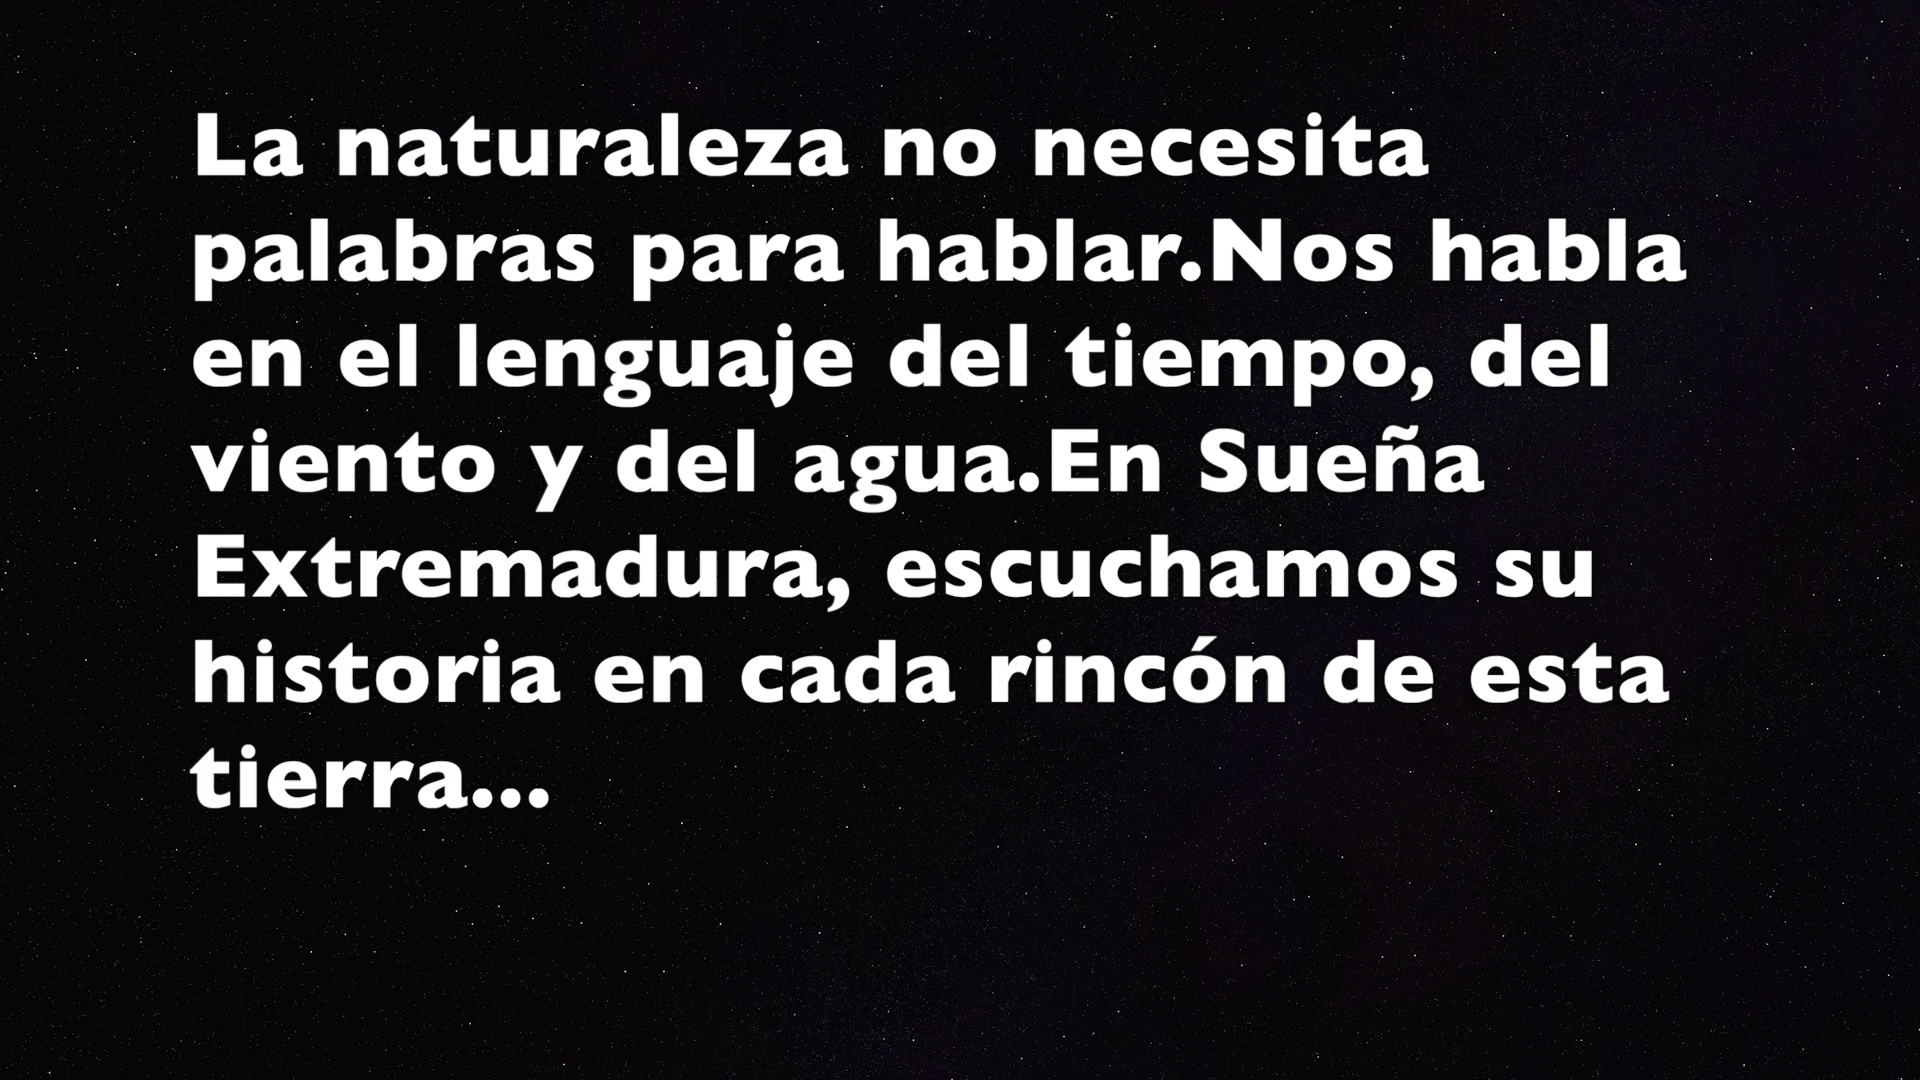 La naturaleza no necesita
palabras para hablar.Nos habla
en el lenguaje del tiempo, del
viento y del agua.En Sueña
Extremadura, escuchamos su
historia en cada rincón de esta
tierra...